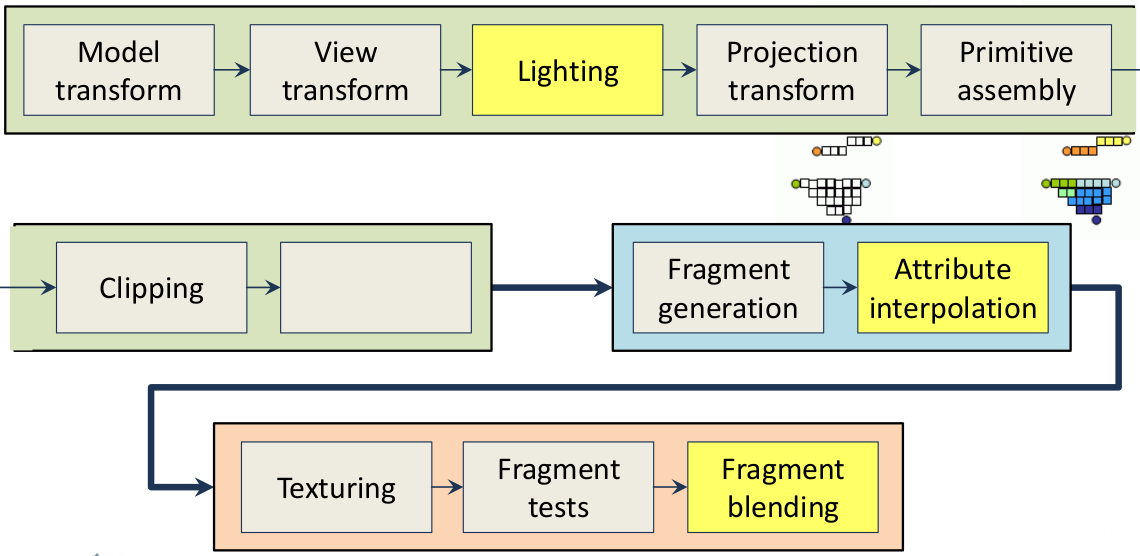 Model
transform
View
transform
Lighting
Projection
transform
Primitive
assembly
Clipping
Fragment
generation
Attribute
interpolation
Texturing
Fragment
tests
Fragment
blending